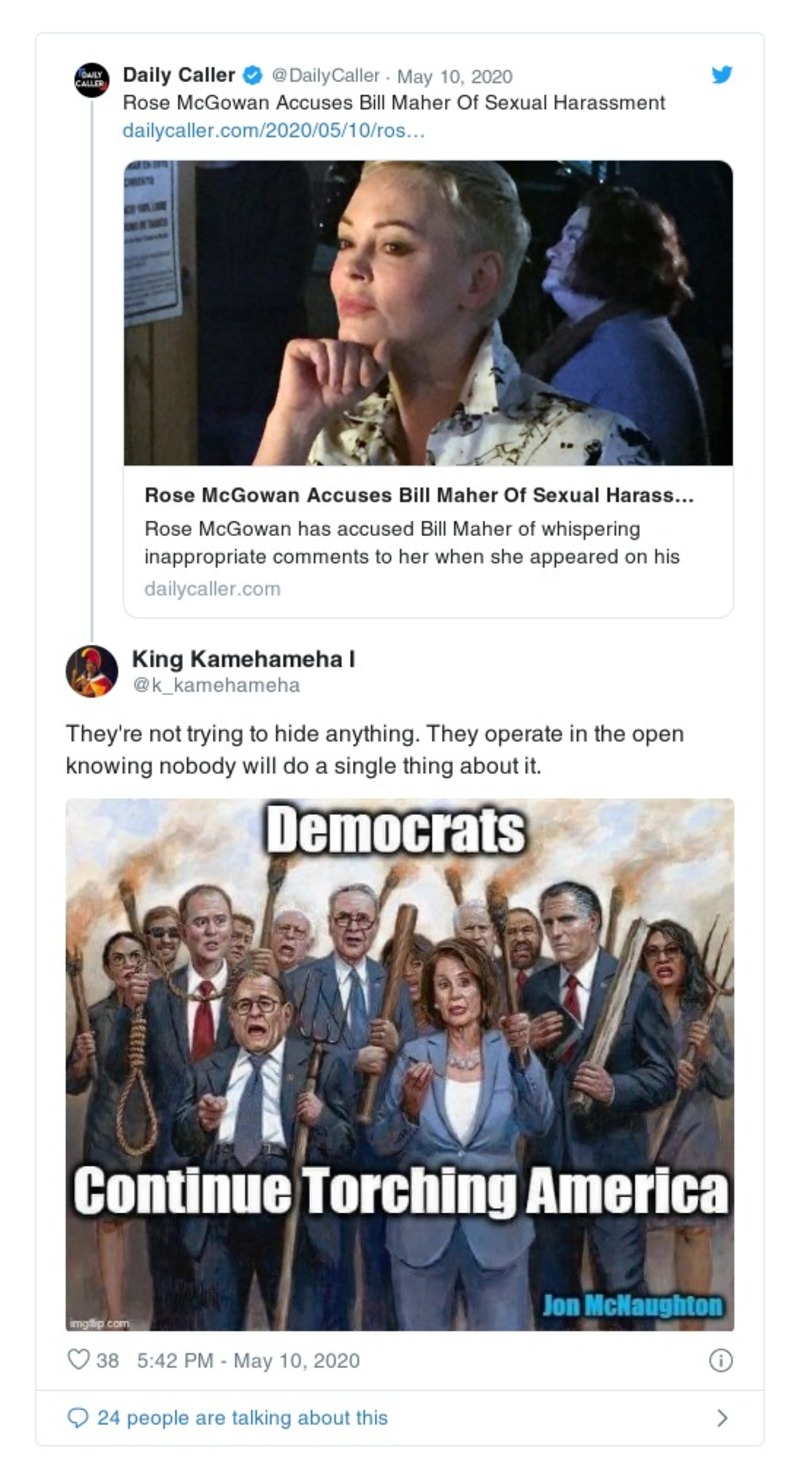 DAILY
CALLER
Daily Caller @DailyCaller · May 10, 2020
Rose McGowan Accuses Bill Maher Of Sexual Harassment
dailycaller.com/2020/05/10/ros…
Rose McGowan Accuses Bill Maher Of Sexual Harass…
Rose McGowan has accused Bill Maher of whispering
inappropriate comments to her when she appeared on his
dailycaller.com
King Kamehameha I
@k_kamehameha
They're not trying to hide anything. They operate in the open
knowing nobody will do a single thing about it.
Democrats
Continue Torching America
Jon McNaughton
imgflip.com
38 5:42 PM - May 10, 2020
24 people are talking about this